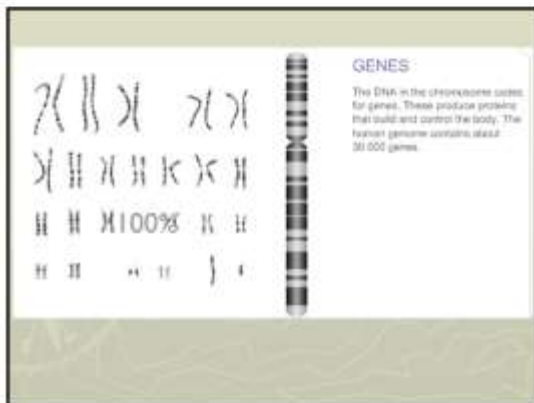 100%
GENES
The DNA in the chromosome codes
for genes. These produce proteins
that build and control the body. The
human genome contains about
30 000 genes.